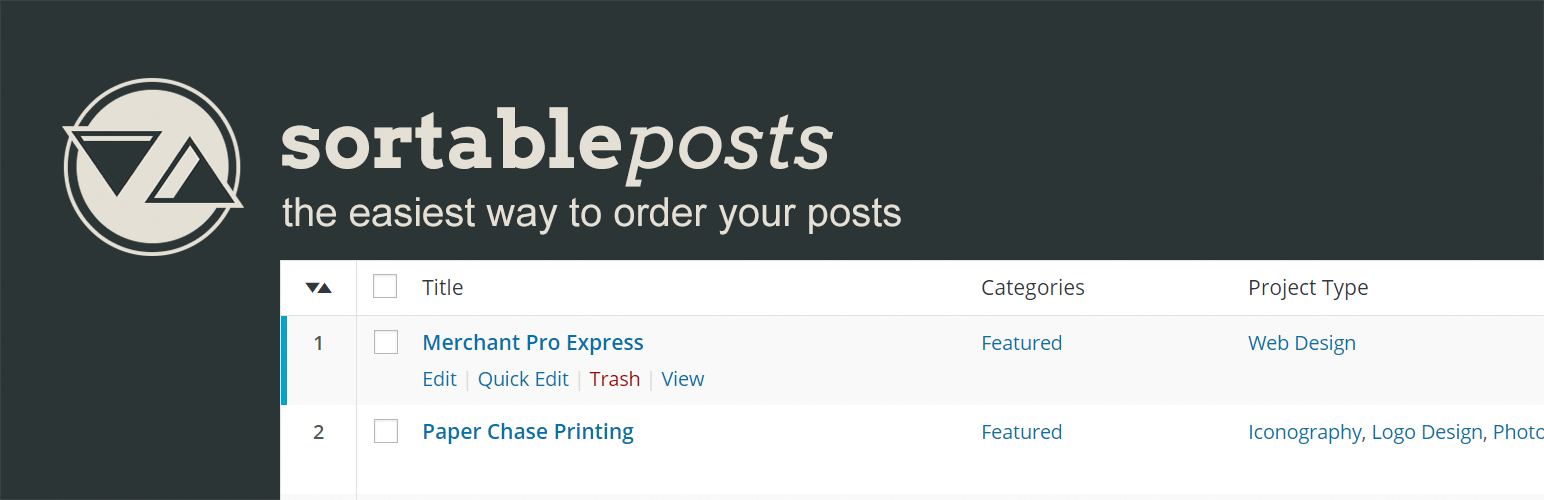 sortableposts
the easiest way to order your posts
Title Categories Project Type
1 Merchant Pro Express Featured Web Design
Edit | Quick Edit | Trash | View
2 Paper Chase Printing Featured Iconography, Logo Design, Photo